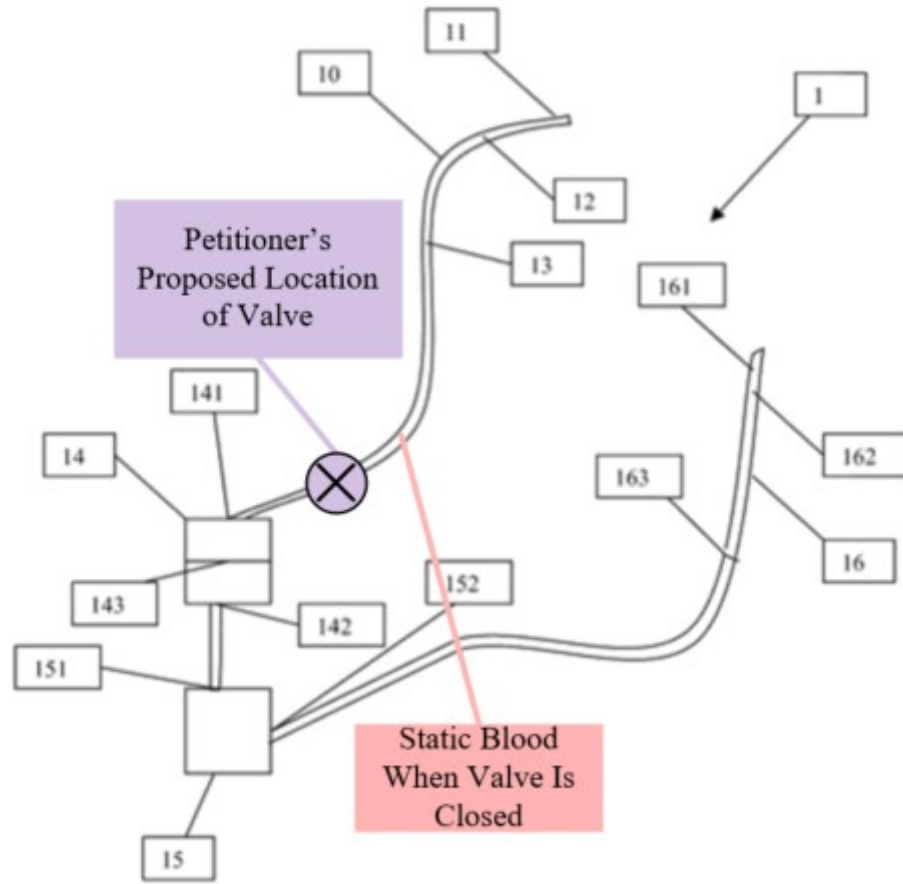 11
10
1
12
Petitioner's
Proposed Location
of Valve
13
161
141
14
162
163
152
16
143
142
151
Static Blood
When Valve Is
Closed
15